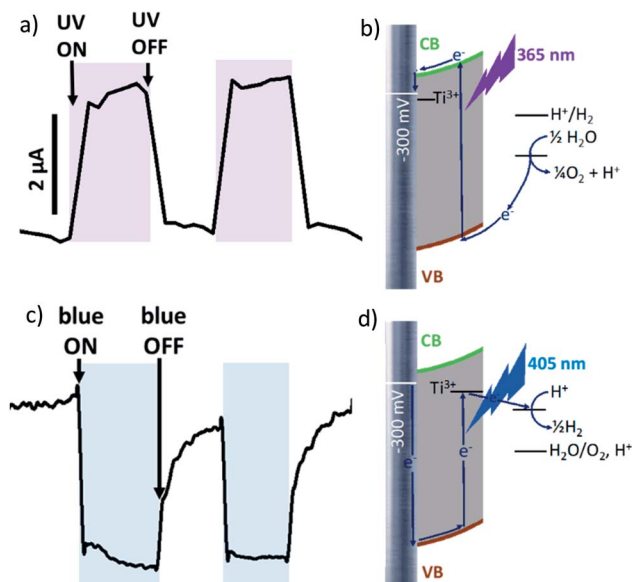 a)
UV
ON
UV
OFF
2 µA
b)
CB
e-
365 nm
Ti³⁺
-300 mV
H⁺/H₂
½ H₂O
¼O₂ + H⁺
e-
VB
c)
blue
ON
blue
OFF
d)
CB
405 nm
Ti³⁺
e-
H⁺
-300 mV
½H₂
e-
e-
H₂O/O₂, H⁺
VB